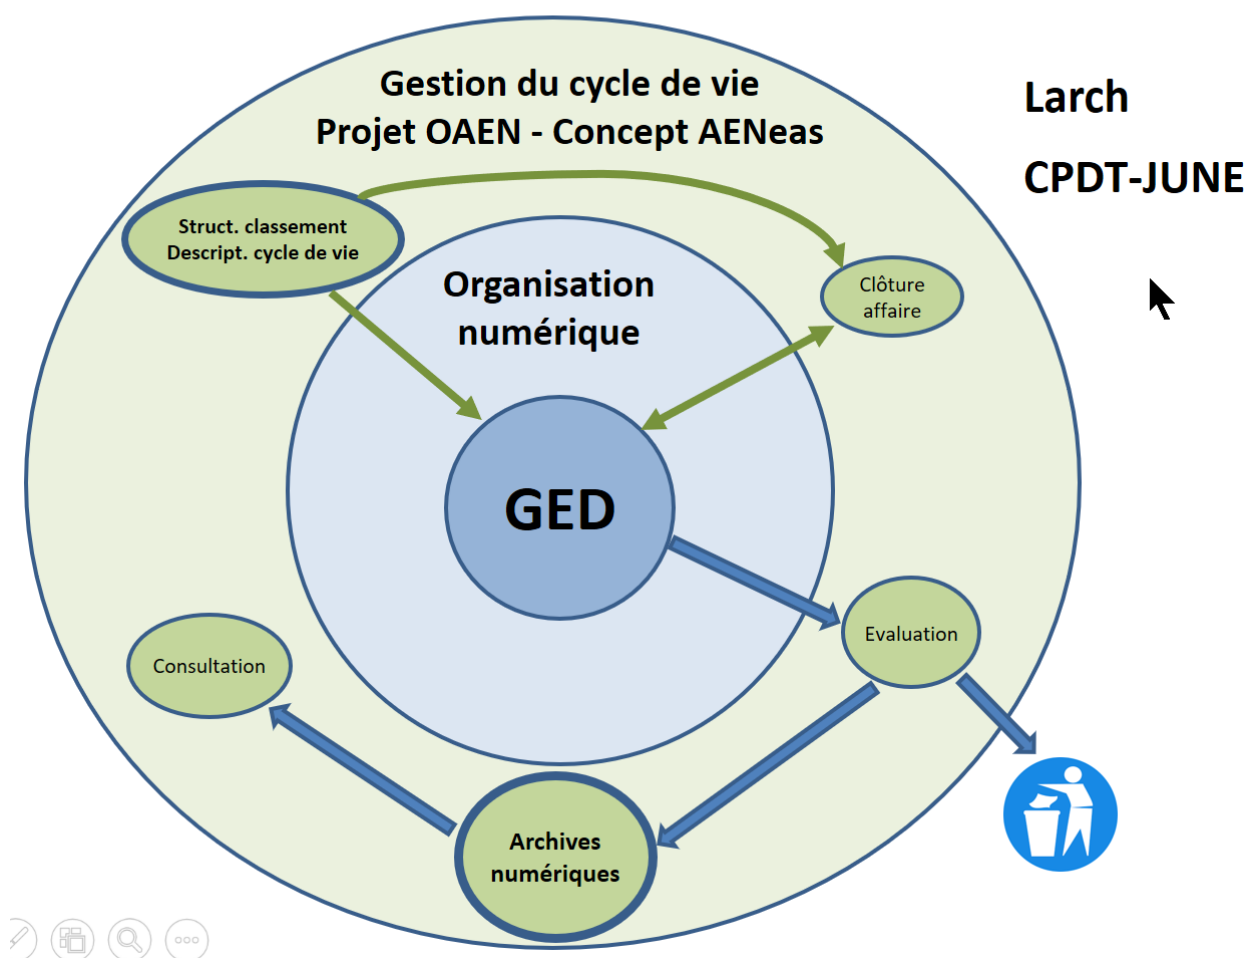 Gestion du cycle de vie
Projet OAEN - Concept AENeas
Larch
CPDT-JUNE
Struct. classement
Descript. cycle de vie
Organisation
numérique
Clôture
affaire
GED
Evaluation
Consultation
Archives
numériques